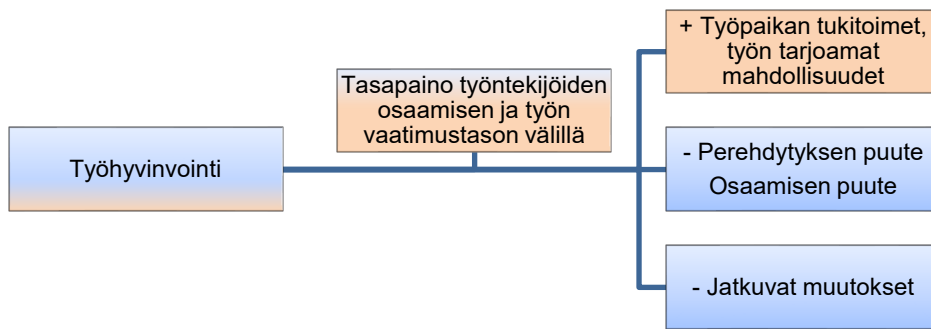 Työhyvinvointi
Tasapaino työntekijöiden
osaamisen ja työn
vaatimustason välillä
+ Työpaikan tukitoimet,
työn tarjoamat
mahdollisuudet
- Perehdytyksen puute
Osaamisen puute
- Jatkuvat muutokset